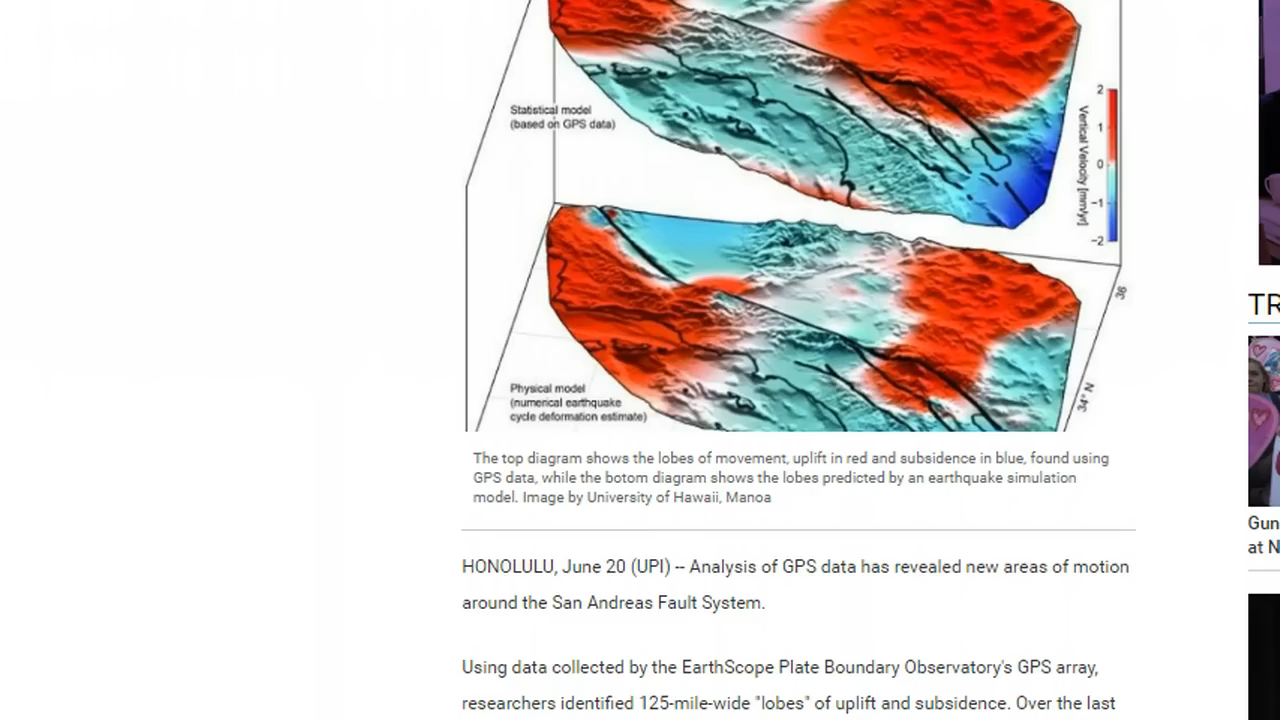 Statistical model
(based on GPS data)
2
1
0
-1
-2
Vertical Velocity [mm/yr]
36
34° N
Physical model
(numerical earthquake
cycle deformation estimate)
The top diagram shows the lobes of movement, uplift in red and subsidence in blue, found using
GPS data, while the botom diagram shows the lobes predicted by an earthquake simulation
model. Image by University of Hawaii, Manoa
HONOLULU, June 20 (UPI) -- Analysis of GPS data has revealed new areas of motion
around the San Andreas Fault System.
Using data collected by the EarthScope Plate Boundary Observatory's GPS array,
researchers identified 125-mile-wide "lobes" of uplift and subsidence. Over the last
TR
Gun
at N